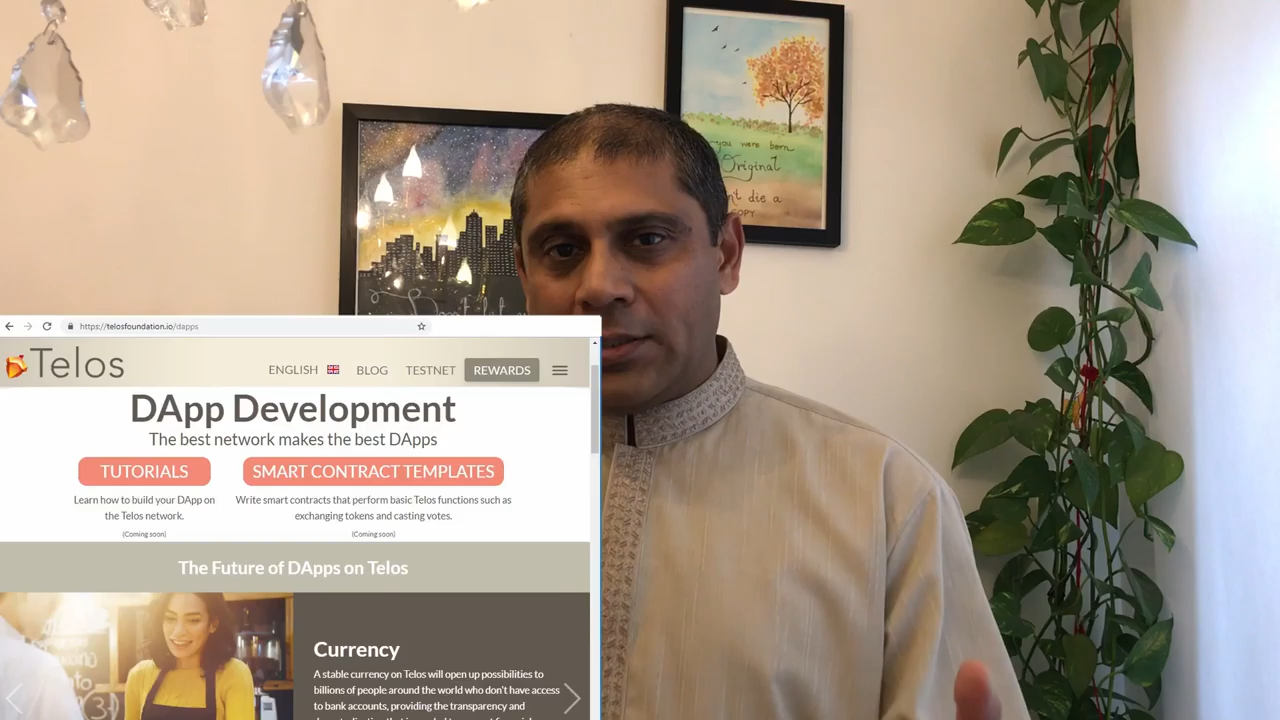 you were born
Original
die a
COPY
https://telosfoundation.io/dapps
Telos
ENGLISH BLOG TESTNET REWARDS
DApp Development
The best network makes the best DApps
TUTORIALS
Learn how to build your DApp on
the Telos network.
(Coming soon)
SMART CONTRACT TEMPLATES
Write smart contracts that perform basic Telos functions such as
exchanging tokens and casting votes.
(Coming soon)
The Future of DApps on Telos
Currency
A stable currency on Telos will open up possibilities to
billions of people around the world who don't have access
to bank accounts, providing the transparency and